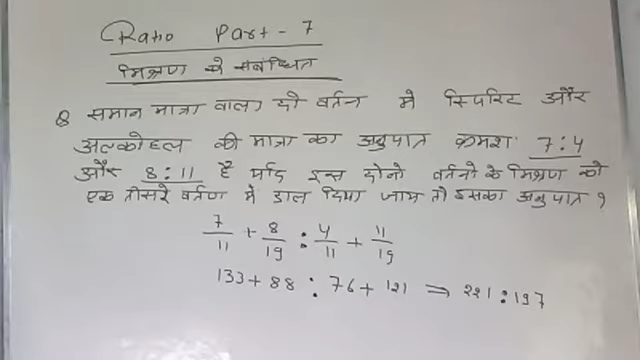 Ratio Part - 7
मिश्रण से संबंधित
Q समान मात्रा वाला दो बर्तन मे स्पिरिट और
अल्कोहल की मात्रा का अनुपात क्रमशः 7:4
और 8:11 है यदि इन दोनो बर्तनो के मिश्रण को
एक तीसरे बर्तण मे डाल दिया जाय तो इसका अनुपात ?
7/11 + 8/19 : 4/11 + 11/19
133 + 88 : 76 + 121 ⇒ 221 : 197